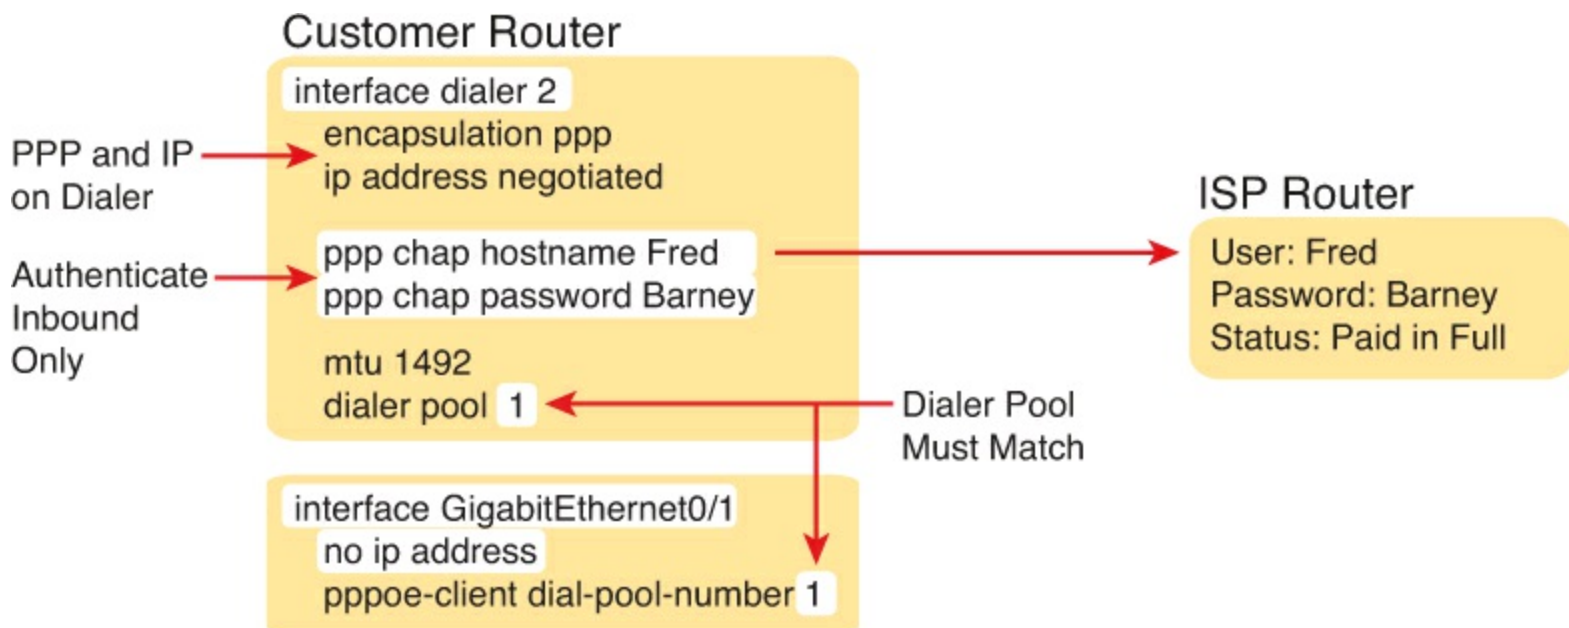 Customer Router
interface dialer 2
encapsulation ppp
ip address negotiated
PPP and IP
on Dialer
ppp chap hostname Fred
ppp chap password Barney
Authenticate
Inbound
Only
mtu 1492
dialer pool 1
Dialer Pool
Must Match
interface GigabitEthernet0/1
no ip address
pppoe-client dial-pool-number 1
ISP Router
User: Fred
Password: Barney
Status: Paid in Full